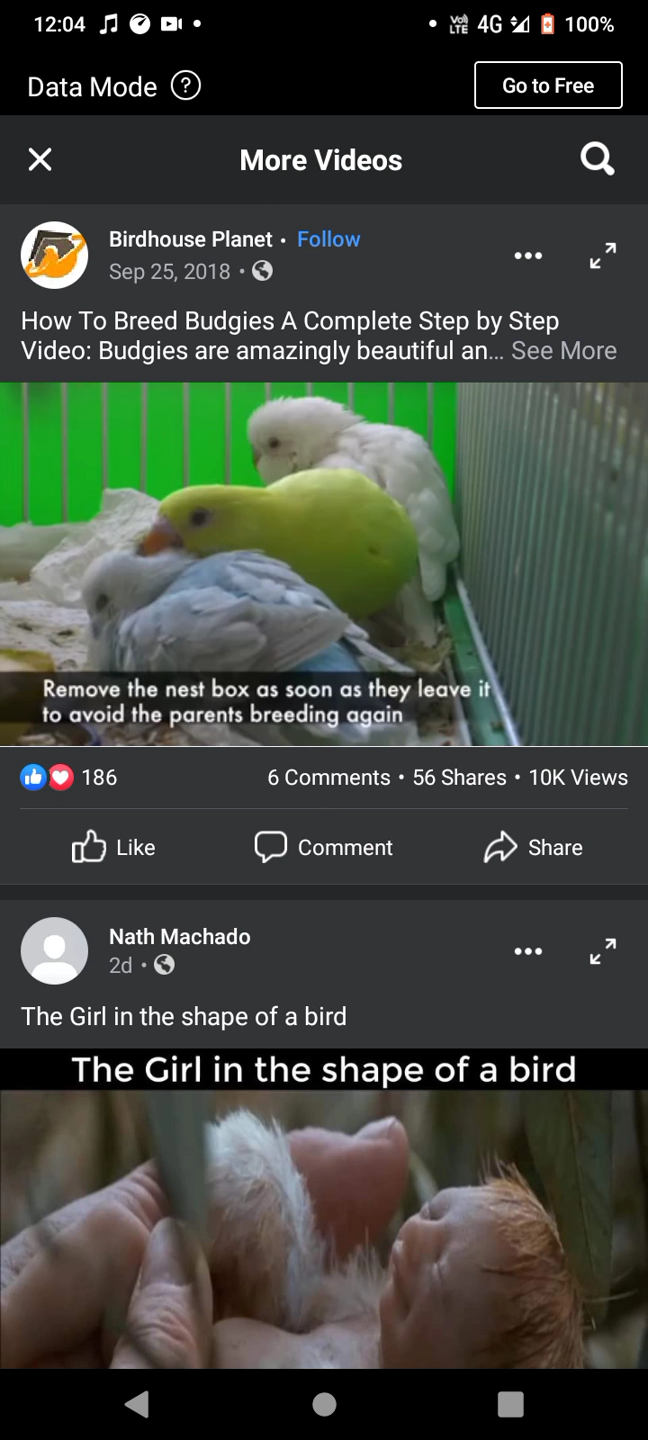 12:04
Vo)) LTE 4G 100%
Data Mode ?
Go to Free
More Videos
Birdhouse Planet • Follow
Sep 25, 2018 •
How To Breed Budgies A Complete Step by Step
Video: Budgies are amazingly beautiful an... See More
Remove the nest box as soon as they leave it
to avoid the parents breeding again
186
6 Comments • 56 Shares • 10K Views
Like
Comment
Share
Nath Machado
2d •
The Girl in the shape of a bird
The Girl in the shape of a bird